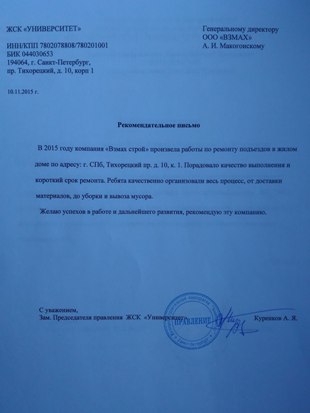 ЖСК «УНИВЕРСИТЕТ»
ИНН/КПП 7802078808/780201001
БИК 044030653
194064, г. Санкт-Петербург,
пр. Тихорецкий, д. 10, корп 1
10.11.2015 г.
Генеральному директору
ООО «ВЗМАХ»
А. И. Макогонскому
Рекомендательное письмо
В 2015 году компания «Взмах строй» произвела работы по ремонту подъездов в жилом
доме по адресу: г. СПб, Тихорецкий пр. д. 10, к. 1. Порадовало качество выполнения и
короткий срок ремонта. Ребята качественно организовали весь процесс, от доставки
материалов, до уборки и вывоза мусора.
Желаю успехов в работе и дальнейшего развития, рекомендую эту компанию.
С уважением,
Зам. Председателя правления ЖСК «Университет»
ПРАВЛЕНИЕ
Куринков А. Я.